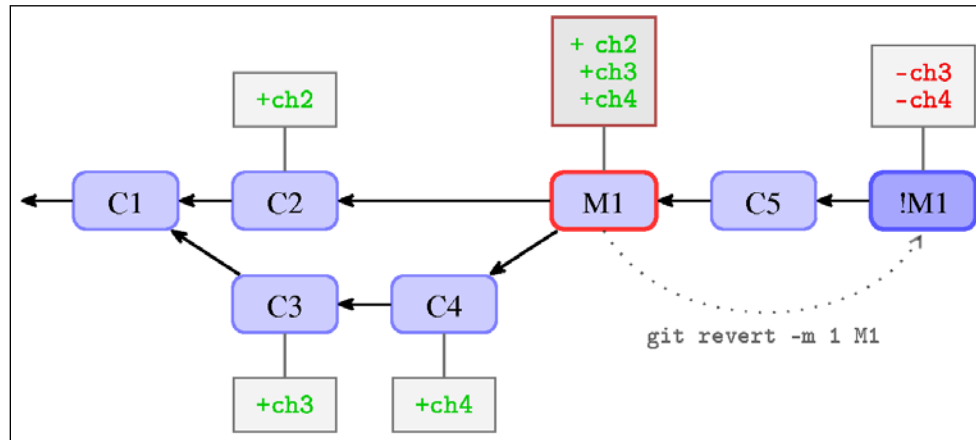 + ch2
+ch3
+ch4
-ch3
-ch4
+ch2
C1
C2
M1
C5
!M1
C3
C4
git revert -m 1 M1
+ch3
+ch4